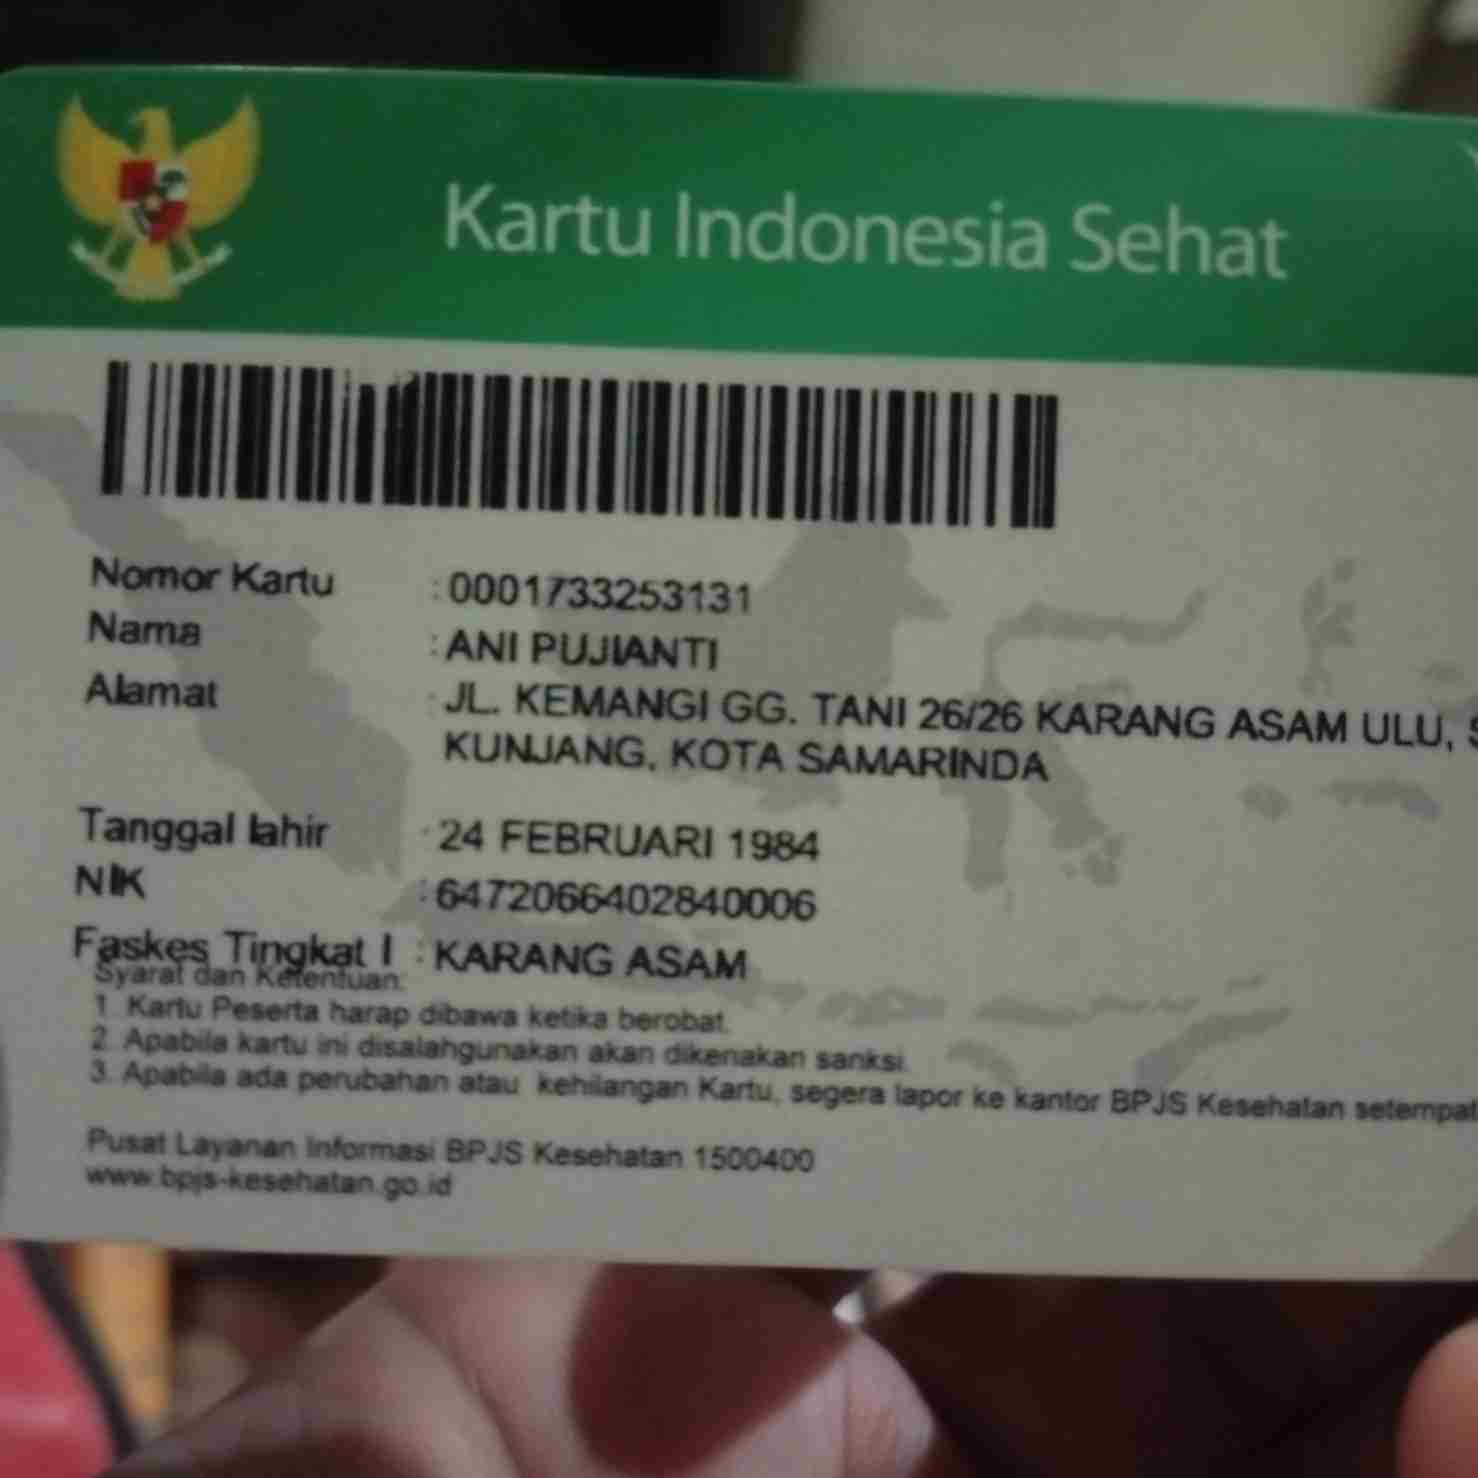 Kartu Indonesia Sehat
Nomor Kartu : 0001733253131
Nama : ANI PUJIANTI
Alamat : JL. KEMANGI GG. TANI 26/26 KARANG ASAM ULU,
KUNJANG, KOTA SAMARINDA
Tanggal lahir : 24 FEBRUARI 1984
NIK : 6472066402840006
Faskes Tingkat I : KARANG ASAM
Syarat dan Ketentuan:
1. Kartu Peserta harap dibawa ketika berobat.
2. Apabila kartu ini disalahgunakan akan dikenakan sanksi.
3. Apabila ada perubahan atau kehilangan Kartu, segera lapor ke kantor BPJS Kesehatan setempat
Pusat Layanan Informasi BPJS Kesehatan 1500400
www.bpjs-kesehatan.go.id